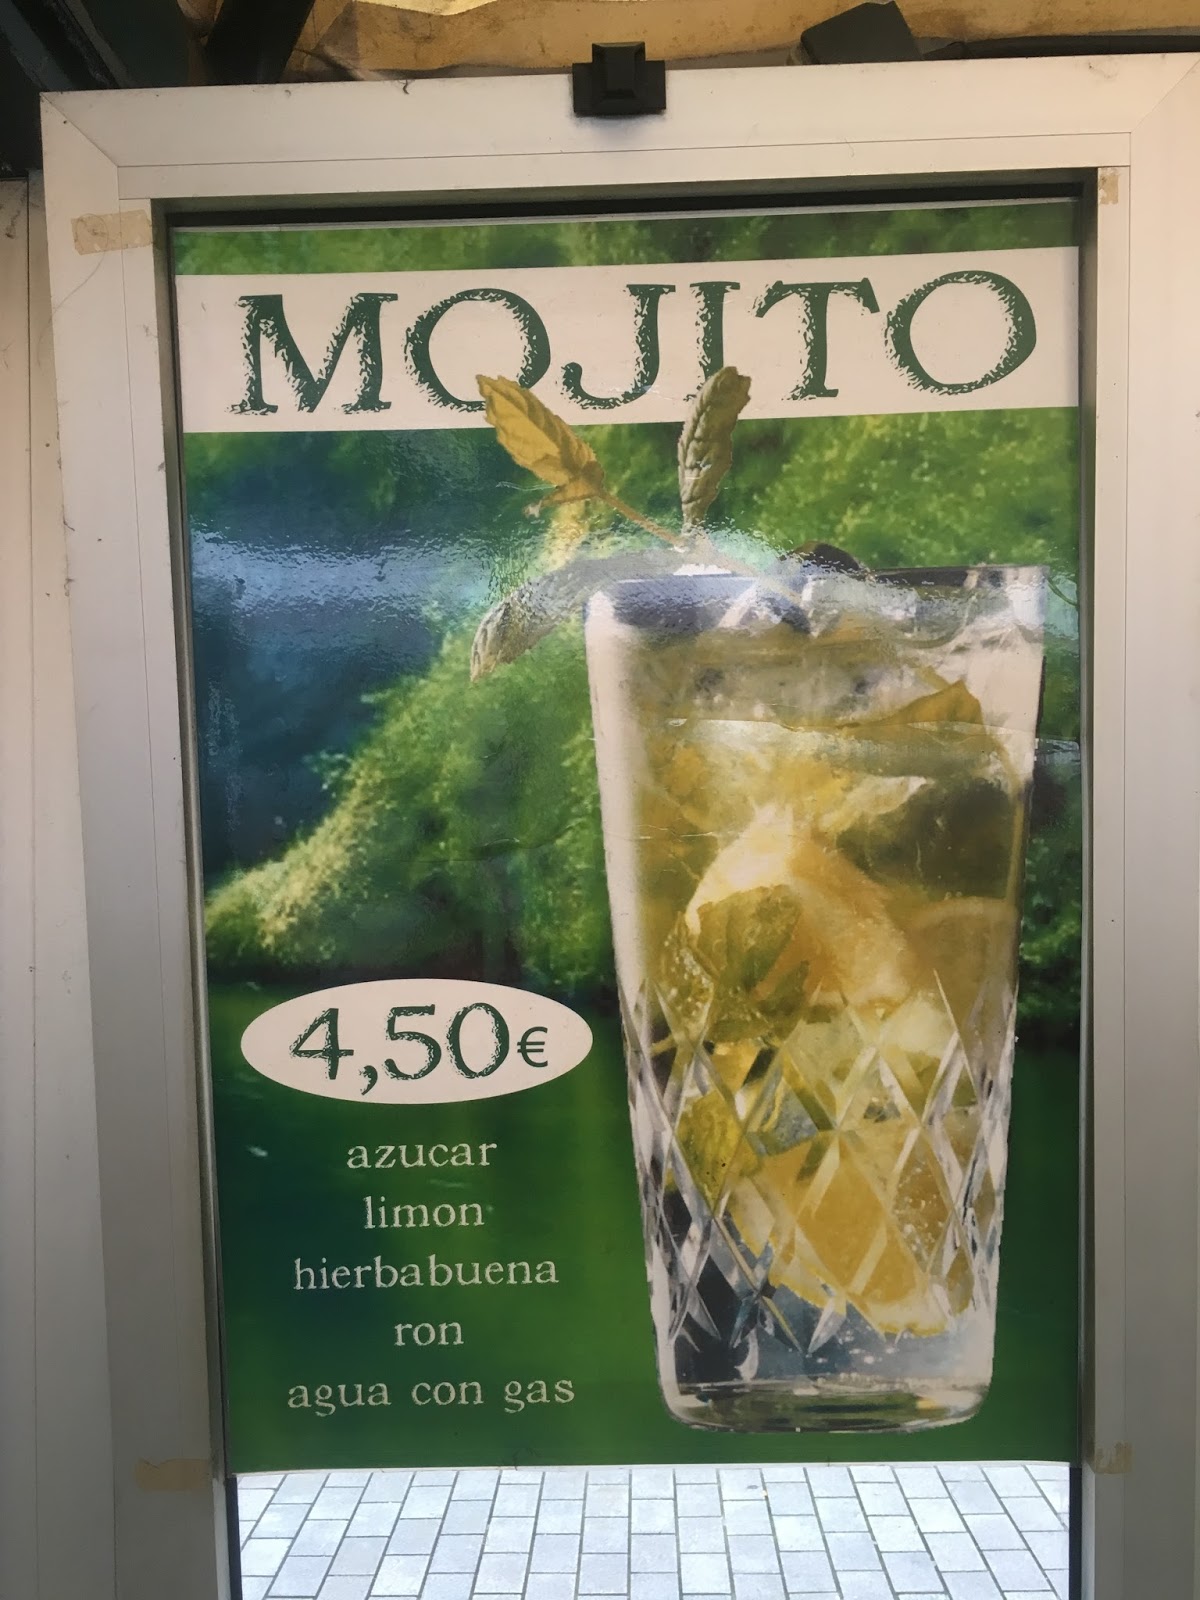 MOJITO
4,50€
azucar
limon
hierbabuena
ron
agua con gas